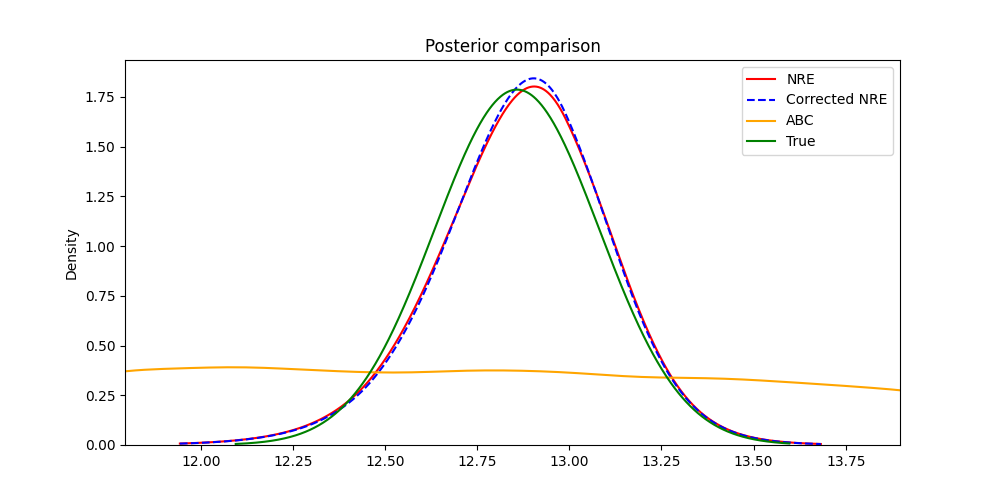 Posterior comparison
NRE
Corrected NRE
ABC
True
Density
1.75
1.50
1.25
1.00
0.75
0.50
0.25
0.00
12.00 12.25 12.50 12.75 13.00 13.25 13.50 13.75